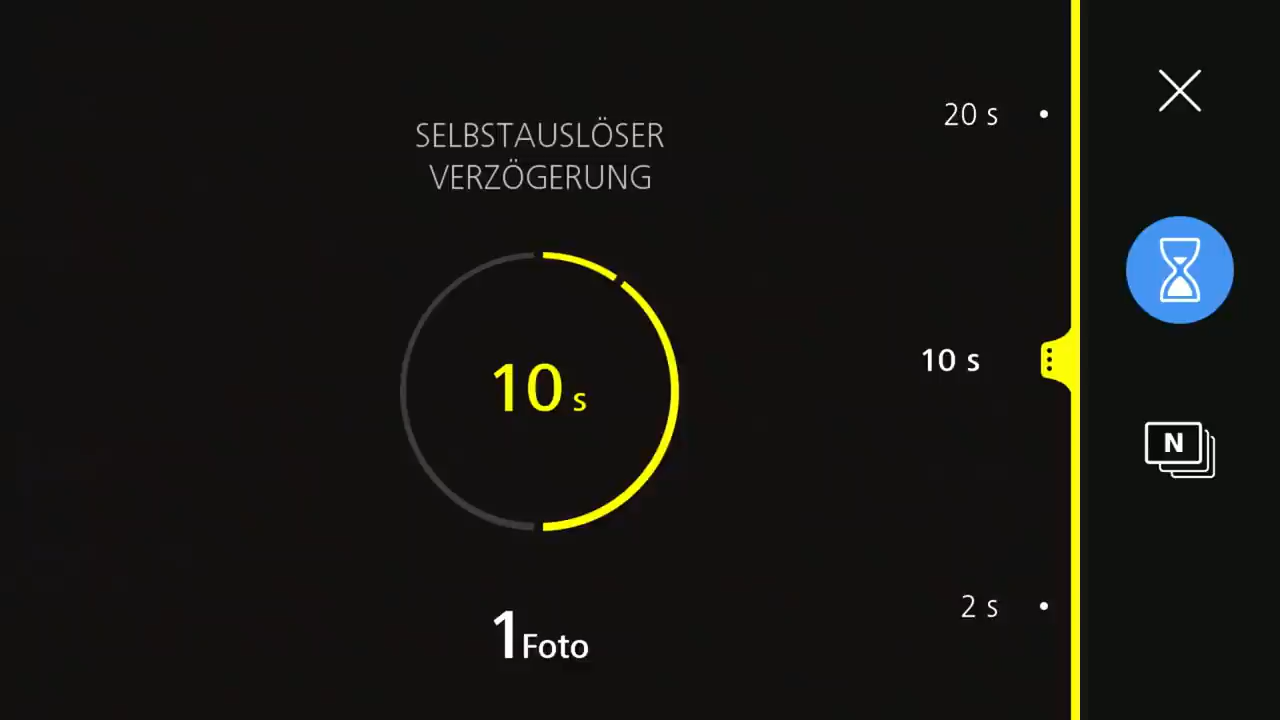 SELBSTAUSLÖSER
VERZÖGERUNG
10 s
1 Foto
20 s
10 s
2 s
N